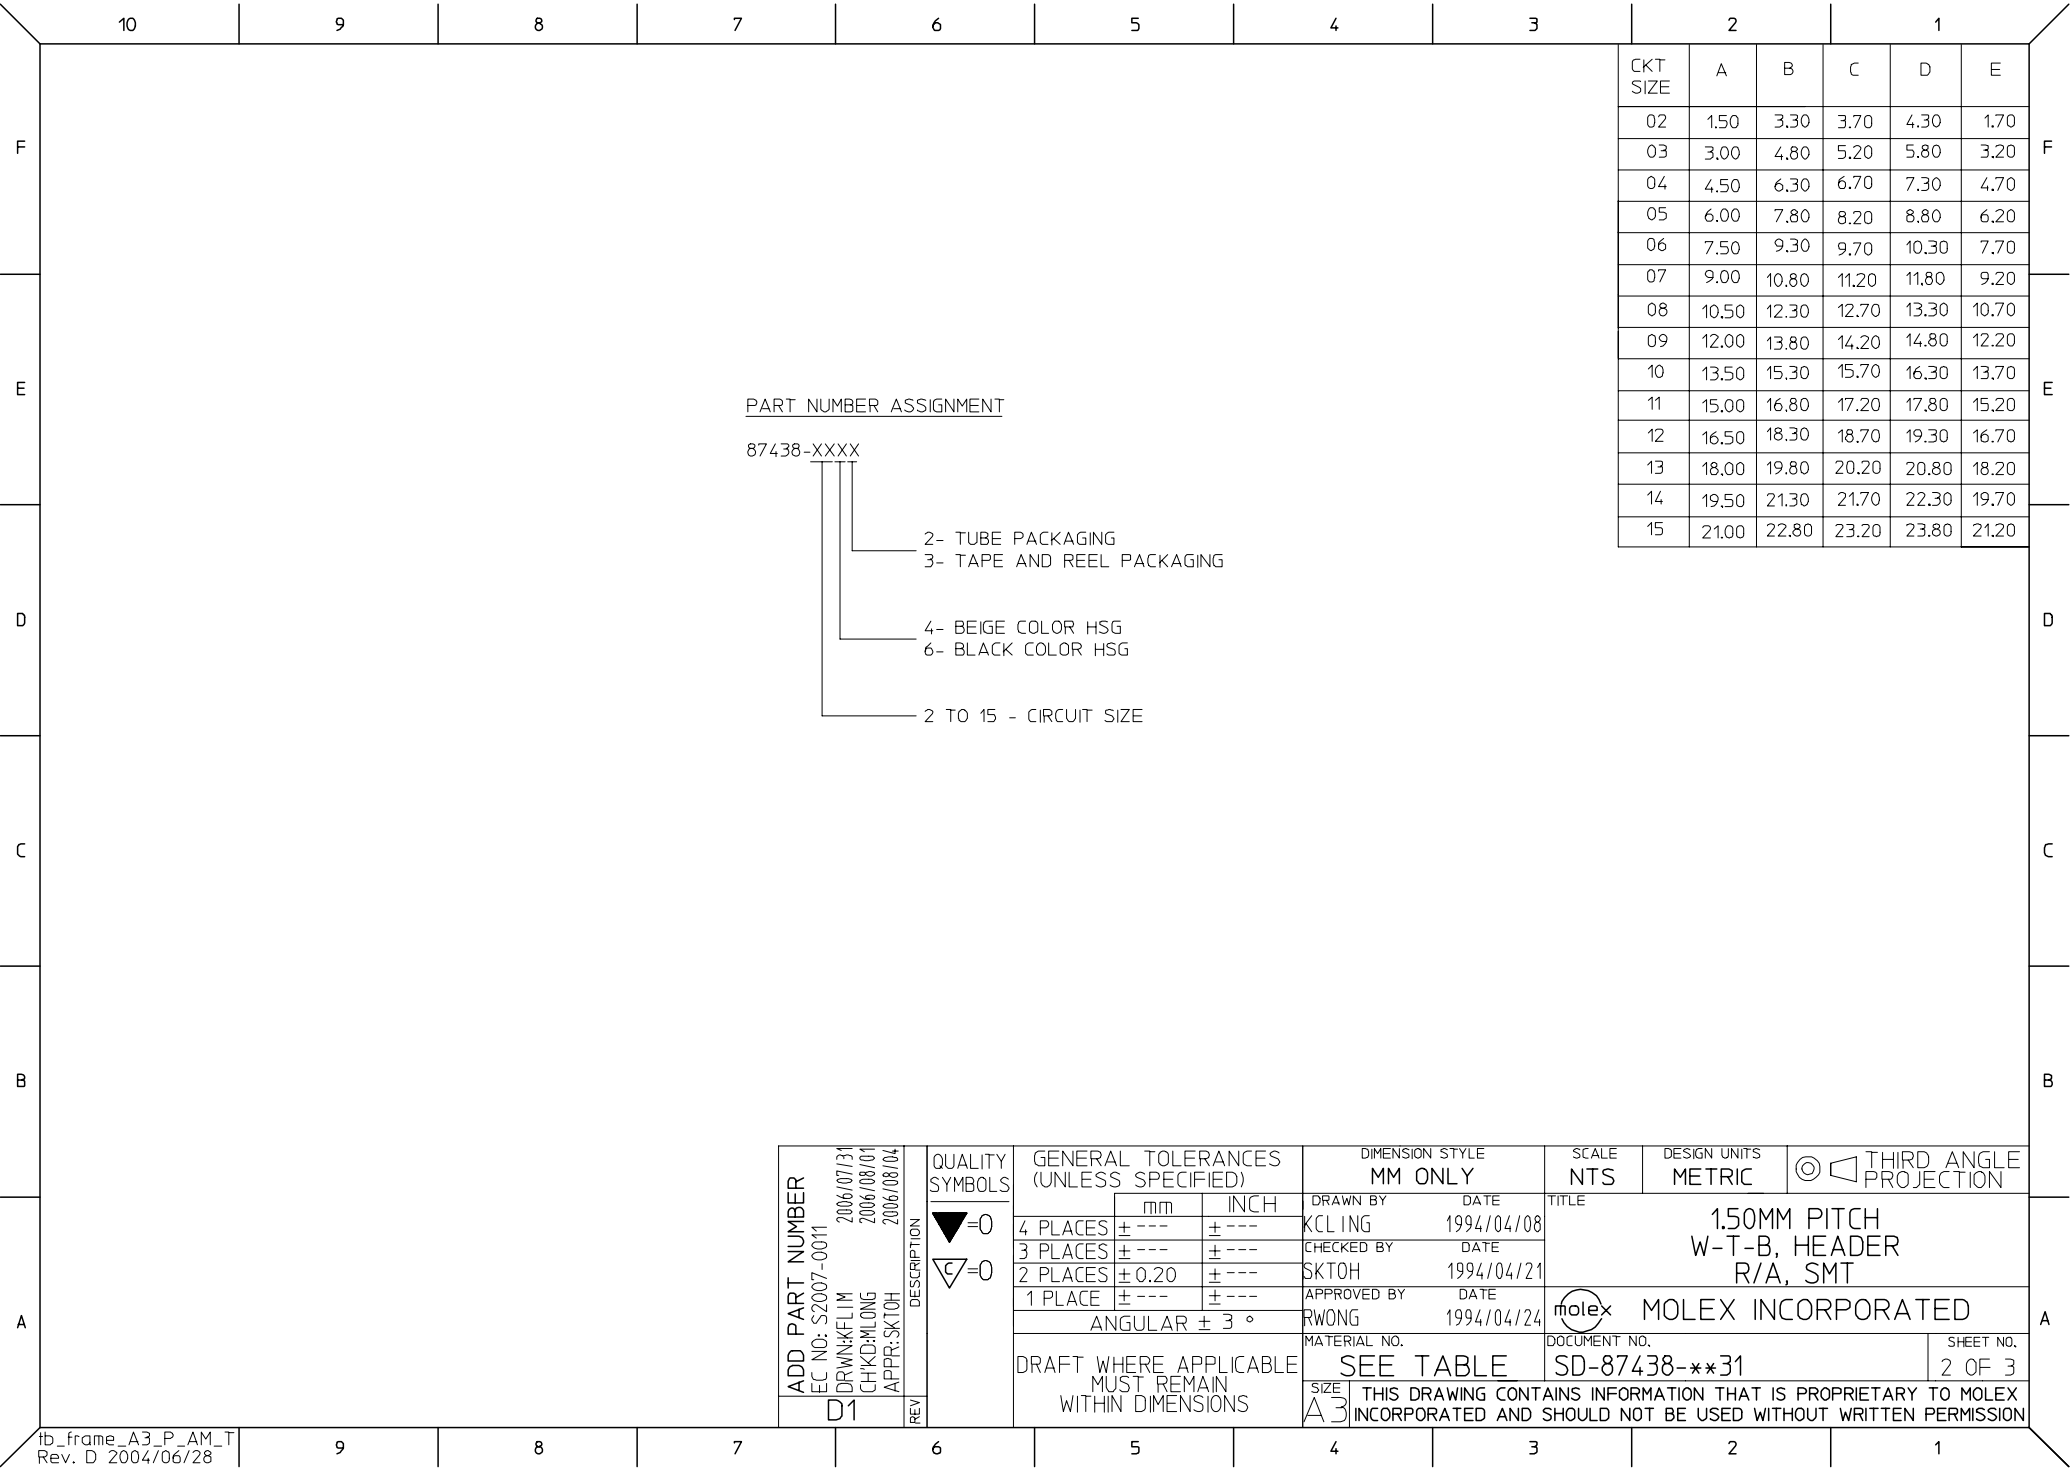 10 9 8 7 6 5 4 3 2 1
CKT SIZE A B C D E
02 1.50 3.30 3.70 4.30 1.70
03 3.00 4.80 5.20 5.80 3.20
04 4.50 6.30 6.70 7.30 4.70
05 6.00 7.80 8.20 8.80 6.20
06 7.50 9.30 9.70 10.30 7.70
07 9.00 10.80 11.20 11.80 9.20
08 10.50 12.30 12.70 13.30 10.70
09 12.00 13.80 14.20 14.80 12.20
10 13.50 15.30 15.70 16.30 13.70
11 15.00 16.80 17.20 17.80 15.20
12 16.50 18.30 18.70 19.30 16.70
13 18.00 19.80 20.20 20.80 18.20
14 19.50 21.30 21.70 22.30 19.70
15 21.00 22.80 23.20 23.80 21.20
F F
E E
D D
C C
B B
A A
PART NUMBER ASSIGNMENT
87438-XXXX
2- TUBE PACKAGING
3- TAPE AND REEL PACKAGING
4- BEIGE COLOR HSG
6- BLACK COLOR HSG
2 TO 15 - CIRCUIT SIZE
ADD PART NUMBER
EC NO: S2007-0011
DRWN:KFLIM 2006/07/31
CH'KD:MLONG 2006/08/01
APPR:SKTOH 2006/08/04
DESCRIPTION
D1
REV
QUALITY
SYMBOLS
=0
C =0
GENERAL TOLERANCES
(UNLESS SPECIFIED)
mm INCH
4 PLACES ± --- ± ---
3 PLACES ± --- ± ---
2 PLACES ± 0.20 ± ---
1 PLACE ± --- ± ---
ANGULAR ± 3 °
DRAFT WHERE APPLICABLE
MUST REMAIN
WITHIN DIMENSIONS
DIMENSION STYLE
MM ONLY
SCALE
NTS
DESIGN UNITS
METRIC
THIRD ANGLE
PROJECTION
DRAWN BY DATE
KCLING 1994/04/08
CHECKED BY DATE
SKTOH 1994/04/21
APPROVED BY DATE
RWONG 1994/04/24
TITLE
1.50MM PITCH
W-T-B, HEADER
R/A, SMT
molex MOLEX INCORPORATED
MATERIAL NO.
SEE TABLE
DOCUMENT NO.
SD-87438-**31
SHEET NO.
2 OF 3
SIZE
A3
THIS DRAWING CONTAINS INFORMATION THAT IS PROPRIETARY TO MOLEX
INCORPORATED AND SHOULD NOT BE USED WITHOUT WRITTEN PERMISSION
tb_frame_A3_P_AM_T
Rev. D 2004/06/28
9 8 7 6 5 4 3 2 1